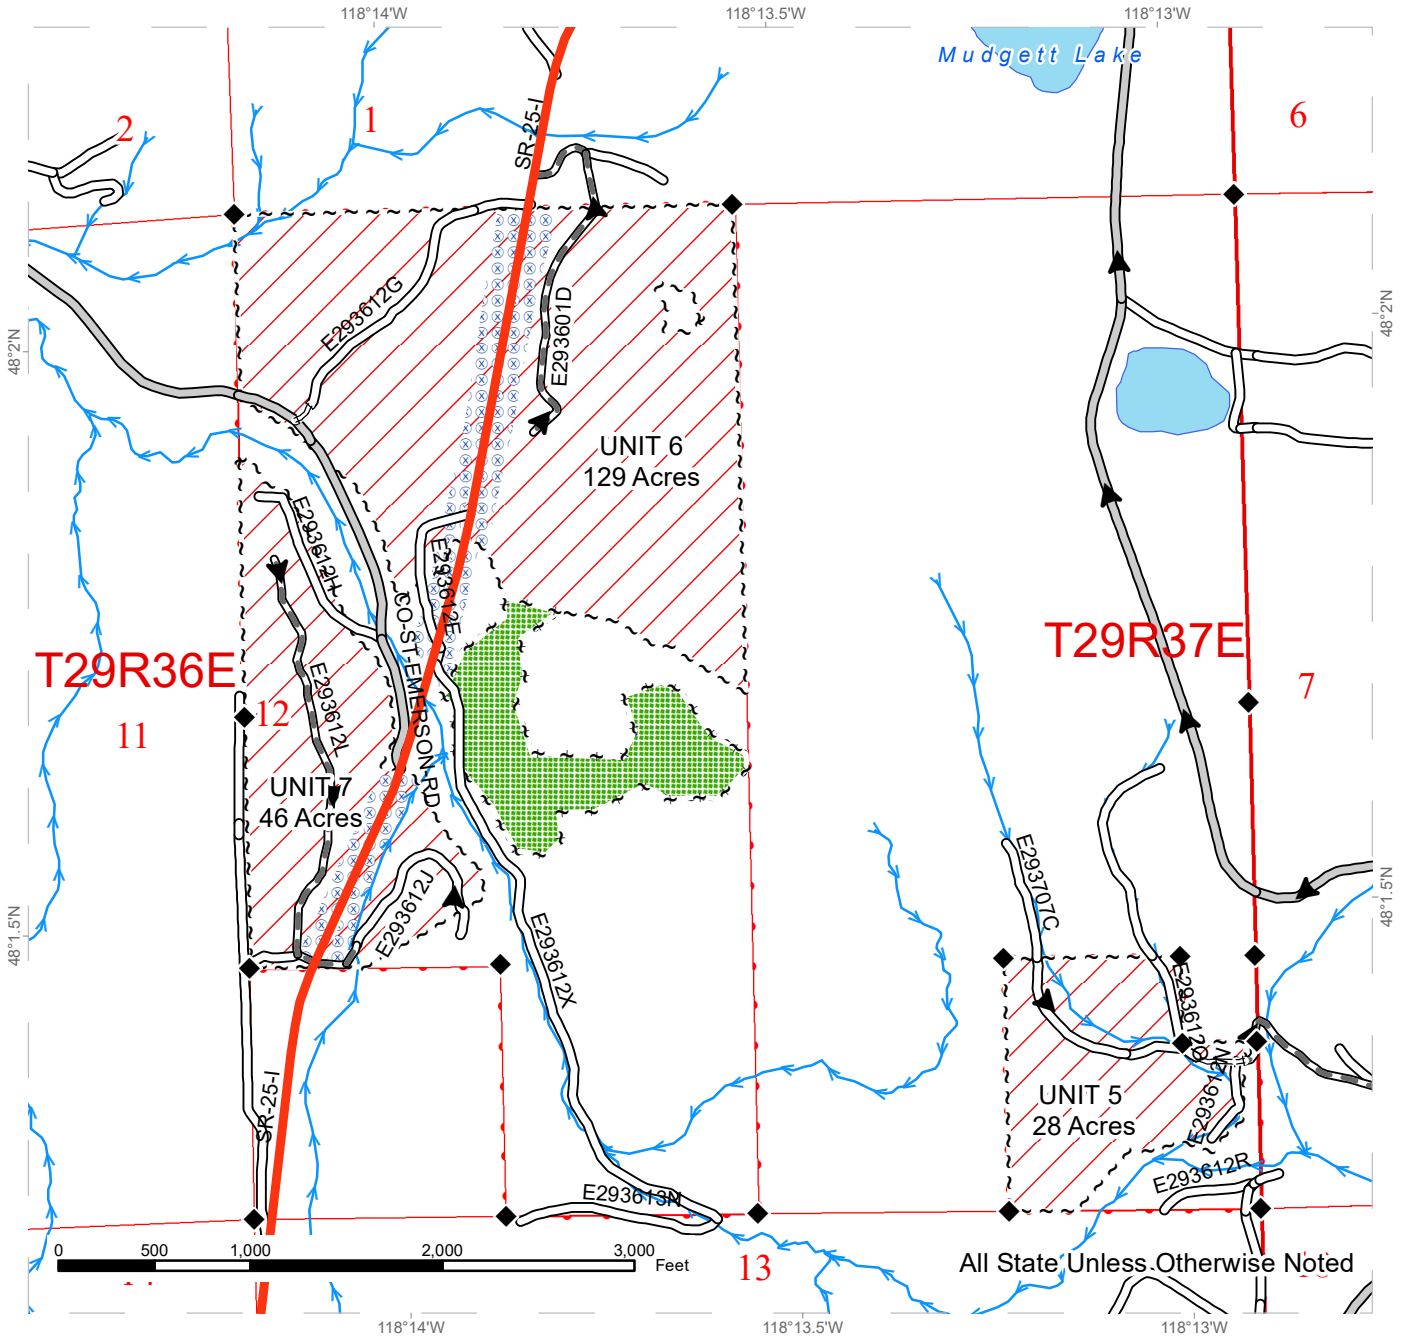 118°14'W
118°13.5'W
118°13'W
Mudgett Lake
2
1
6
SR-25-I
E293612G
E293601D
48°2'N
48°2'N
UNIT 6
129 Acres
E293612H
E293612E
CO-ST-EMERSON-RD
T29R36E
T29R37E
11
12
7
E293612L
UNIT 7
46 Acres
E293612J
E293612X
E293707C
48°1.5'N
48°1.5'N
E293612Q
E293612W
UNIT 5
28 Acres
SR-25-I
E293612R
E293613N
0
500
1,000
2,000
3,000
Feet
13
All State Unless Otherwise Noted
118°14'W
118°13.5'W
118°13'W